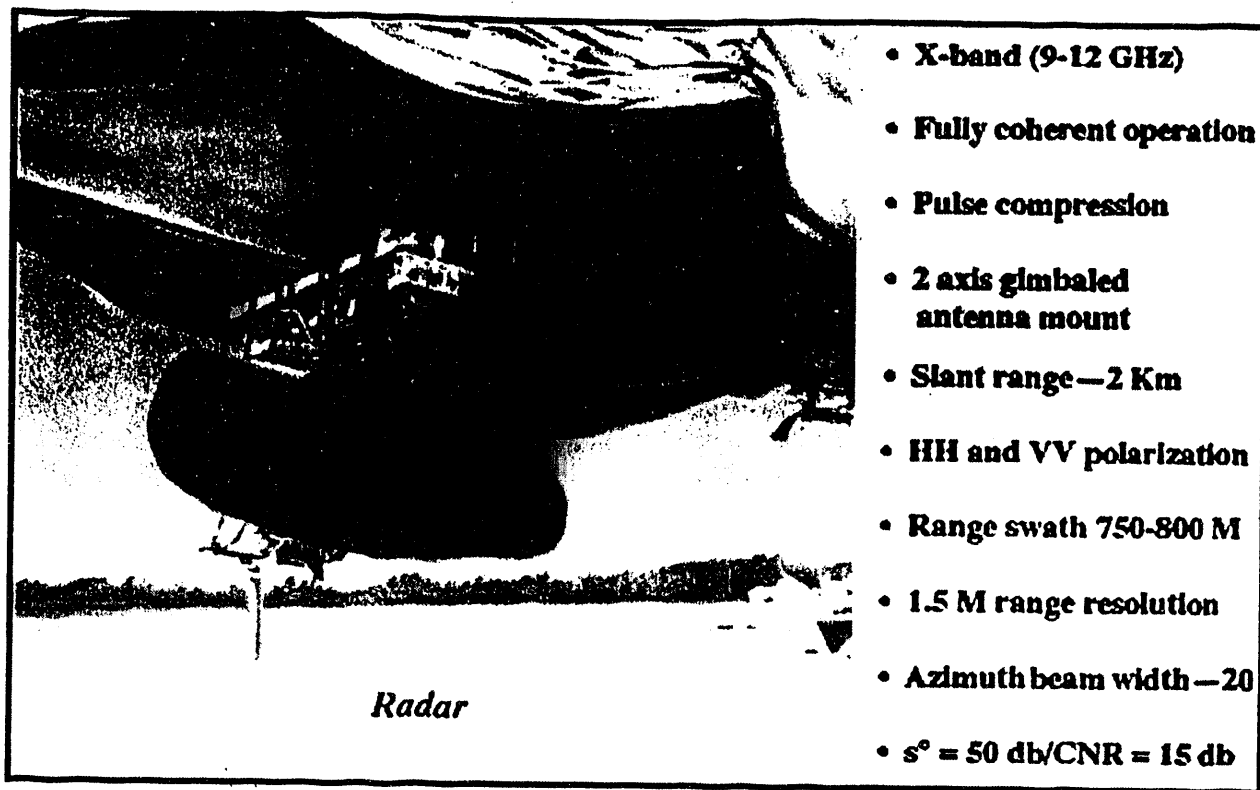 • X-band (9-12 GHz)
• Fully coherent operation
• Pulse compression
• 2 axis gimbaled
antenna mount
• Slant range—2 Km
• HH and VV polarization
• Range swath 750-800 M
• 1.5 M range resolution
• Azimuth beam width—20
• s° = 50 db/CNR = 15 db
Radar